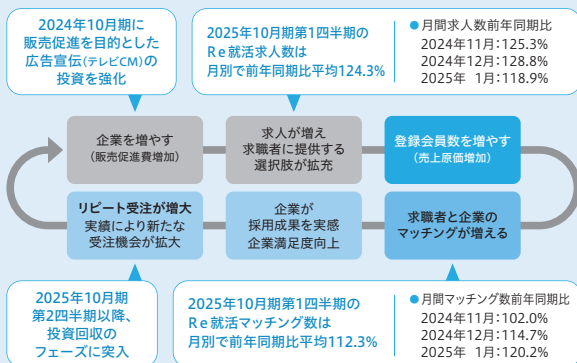 2024年10月期に
販売促進を目的とした
広告宣伝(テレビCM)の
投資を強化
2025年10月期第1四半期の
Re就活求人数は
月別で前年同期比平均124.3%
●月間求人数前年同期比
2024年11月：125.3%
2024年12月：128.8%
2025年 1月：118.9%
企業を増やす
(販売促進費増加)
求人が増え
求職者に提供する
選択肢が拡充
登録会員数を増やす
(売上原価増加)
リピート受注が増大
実績により新たな
受注機会が拡大
企業が
採用成果を実感
企業満足度向上
求職者と企業の
マッチングが増える
2025年10月期
第2四半期以降、
投資回収の
フェーズに突入
2025年10月期第1四半期の
Re就活マッチング数は
月別で前年同期比平均112.3%
●月間マッチング数前年同期比
2024年11月：102.0%
2024年12月：114.7%
2025年 1月：120.2%